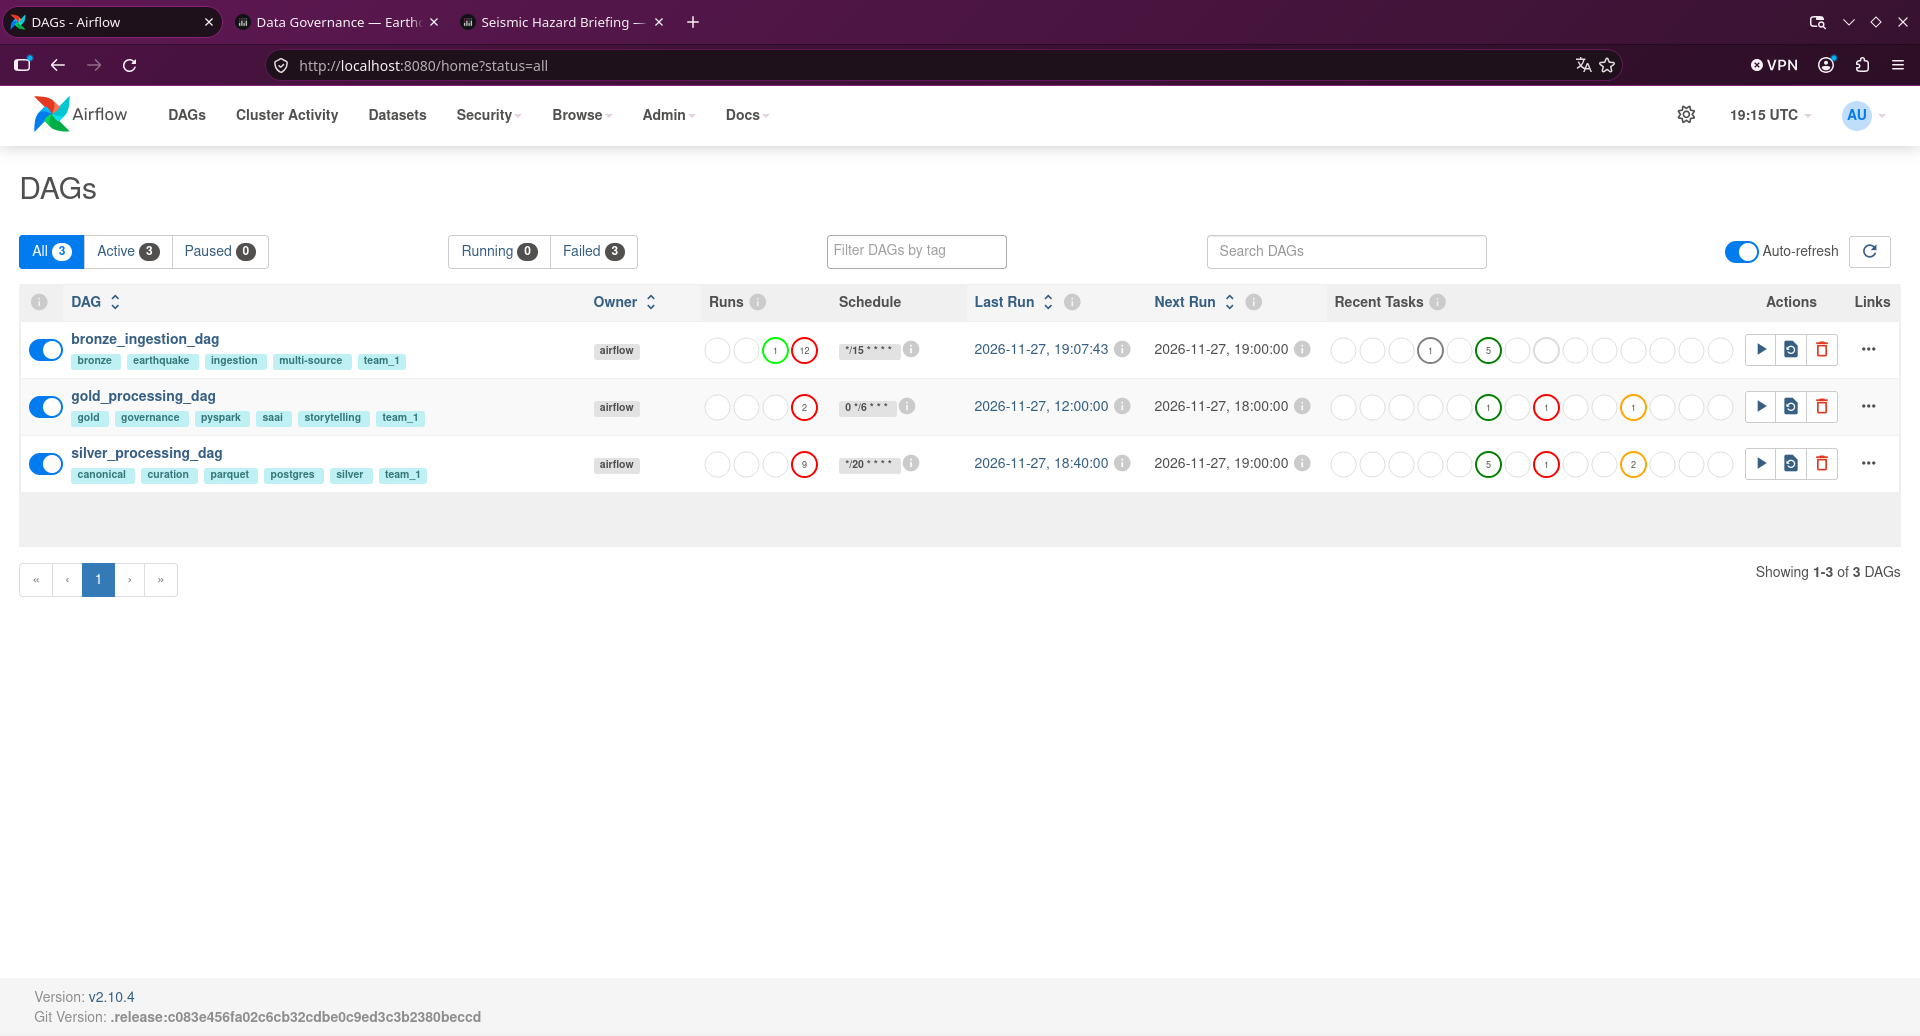 DAGs - Airflow
Data Governance — Earth
Seismic Hazard Briefing —
http://localhost:8080/home?status=all
VPN
Airflow
DAGs
Cluster Activity
Datasets
Security
Browse
Admin
Docs
19:15 UTC
AU
DAGs
All 3
Active 3
Paused 0
Running 0
Failed 3
Filter DAGs by tag
Search DAGs
Auto-refresh
DAG Owner Runs Schedule Last Run Next Run Recent Tasks Actions Links
bronze_ingestion_dag
bronze earthquake ingestion multi-source team_1
airflow
1 12
*/15 * * * *
2026-11-27, 19:07:43
2026-11-27, 19:00:00
1 5
gold_processing_dag
gold governance pyspark saai storytelling team_1
airflow
2
0 */6 * * *
2026-11-27, 12:00:00
2026-11-27, 18:00:00
1 1 1
silver_processing_dag
canonical curation parquet postgres silver team_1
airflow
9
*/20 * * * *
2026-11-27, 18:40:00
2026-11-27, 19:00:00
5 1 2
« ‹ 1 › »
Showing 1-3 of 3 DAGs
Version: v2.10.4
Git Version: .release:c083e456fa02c6cb32cdbe0c9ed3c3b2380beccd